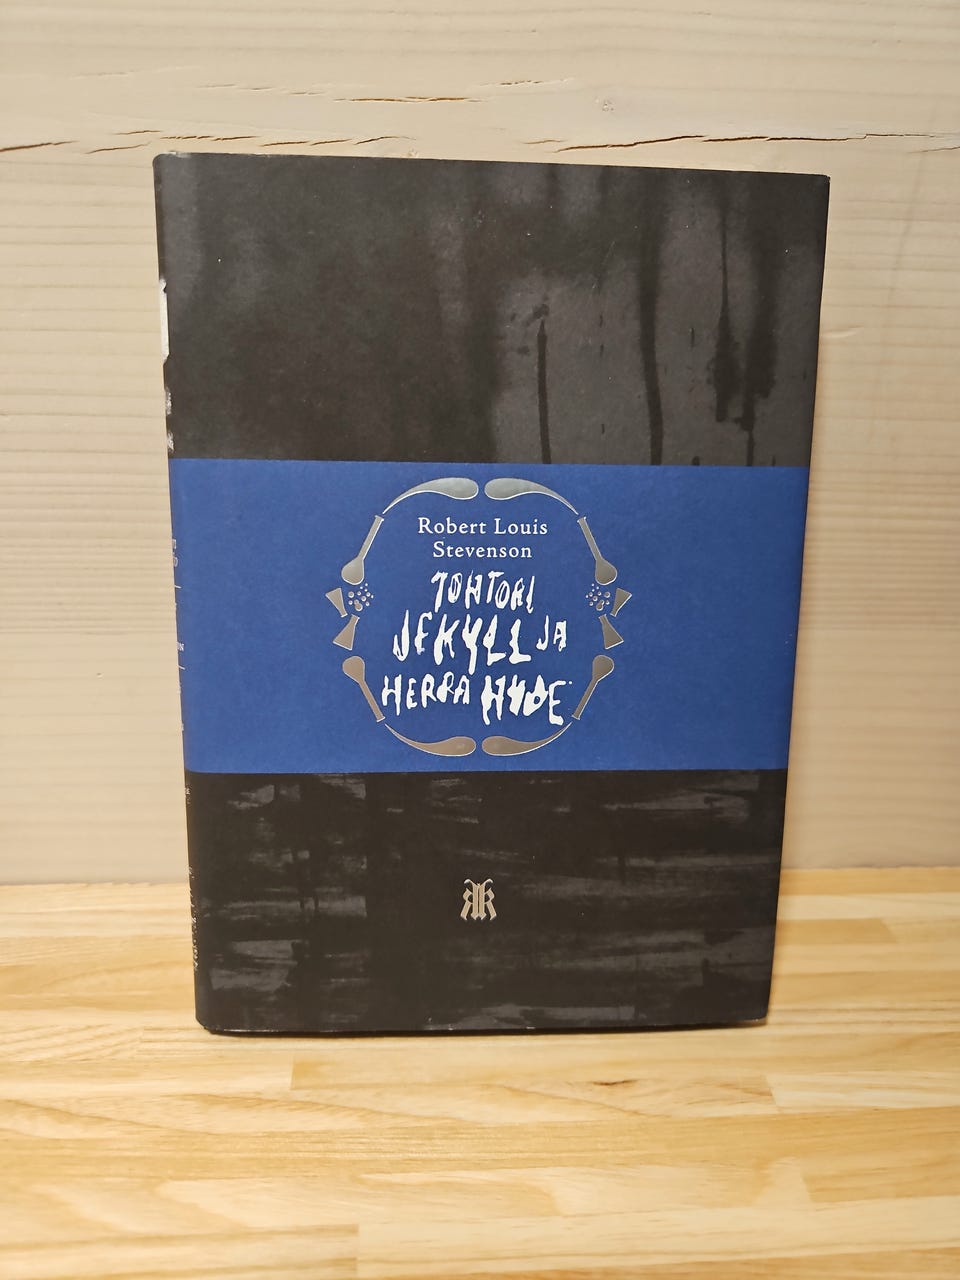 Robert Louis
Stevenson
TOHTORI
JEKYLL JA
HERRA HYDE